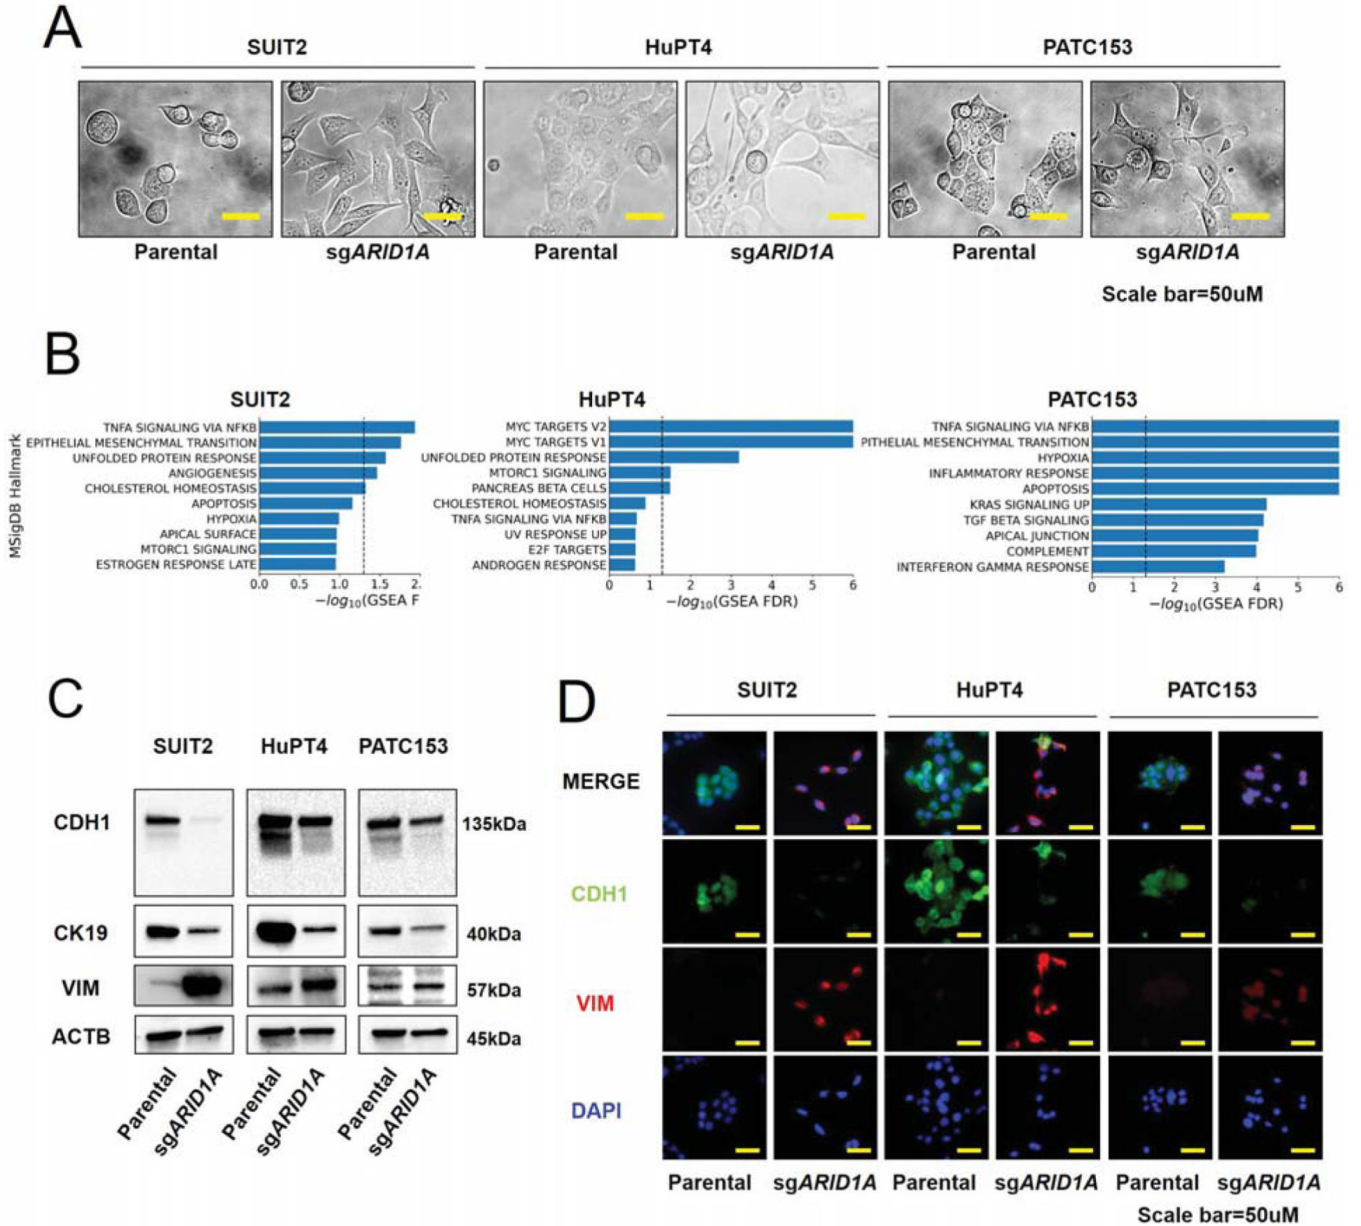 A
SUIT2 HuPT4 PATC153
Parental sgARID1A Parental sgARID1A Parental sgARID1A
Scale bar=50uM
B
MSigDB Hallmark
SUIT2
TNFA SIGNALING VIA NFKB
EPITHELIAL MESENCHYMAL TRANSITION
UNFOLDED PROTEIN RESPONSE
ANGIOGENESIS
CHOLESTEROL HOMEOSTASIS
APOPTOSIS
HYPOXIA
APICAL SURFACE
MTORC1 SIGNALING
ESTROGEN RESPONSE LATE
0.0 0.5 1.0 1.5 2.
−log10(GSEA F
HuPT4
MYC TARGETS V2
MYC TARGETS V1
UNFOLDED PROTEIN RESPONSE
MTORC1 SIGNALING
PANCREAS BETA CELLS
CHOLESTEROL HOMEOSTASIS
TNFA SIGNALING VIA NFKB
UV RESPONSE UP
E2F TARGETS
ANDROGEN RESPONSE
0 1 2 3 4 5 6
−log10(GSEA FDR)
PATC153
TNFA SIGNALING VIA NFKB
PITHELIAL MESENCHYMAL TRANSITION
HYPOXIA
INFLAMMATORY RESPONSE
APOPTOSIS
KRAS SIGNALING UP
TGF BETA SIGNALING
APICAL JUNCTION
COMPLEMENT
INTERFERON GAMMA RESPONSE
0 1 2 3 4 5 6
−log10(GSEA FDR)
C
SUIT2 HuPT4 PATC153
CDH1 135kDa
CK19 40kDa
VIM 57kDa
ACTB 45kDa
Parental sgARID1A Parental sgARID1A Parental sgARID1A
D
SUIT2 HuPT4 PATC153
MERGE
CDH1
VIM
DAPI
Parental sgARID1A Parental sgARID1A Parental sgARID1A
Scale bar=50uM